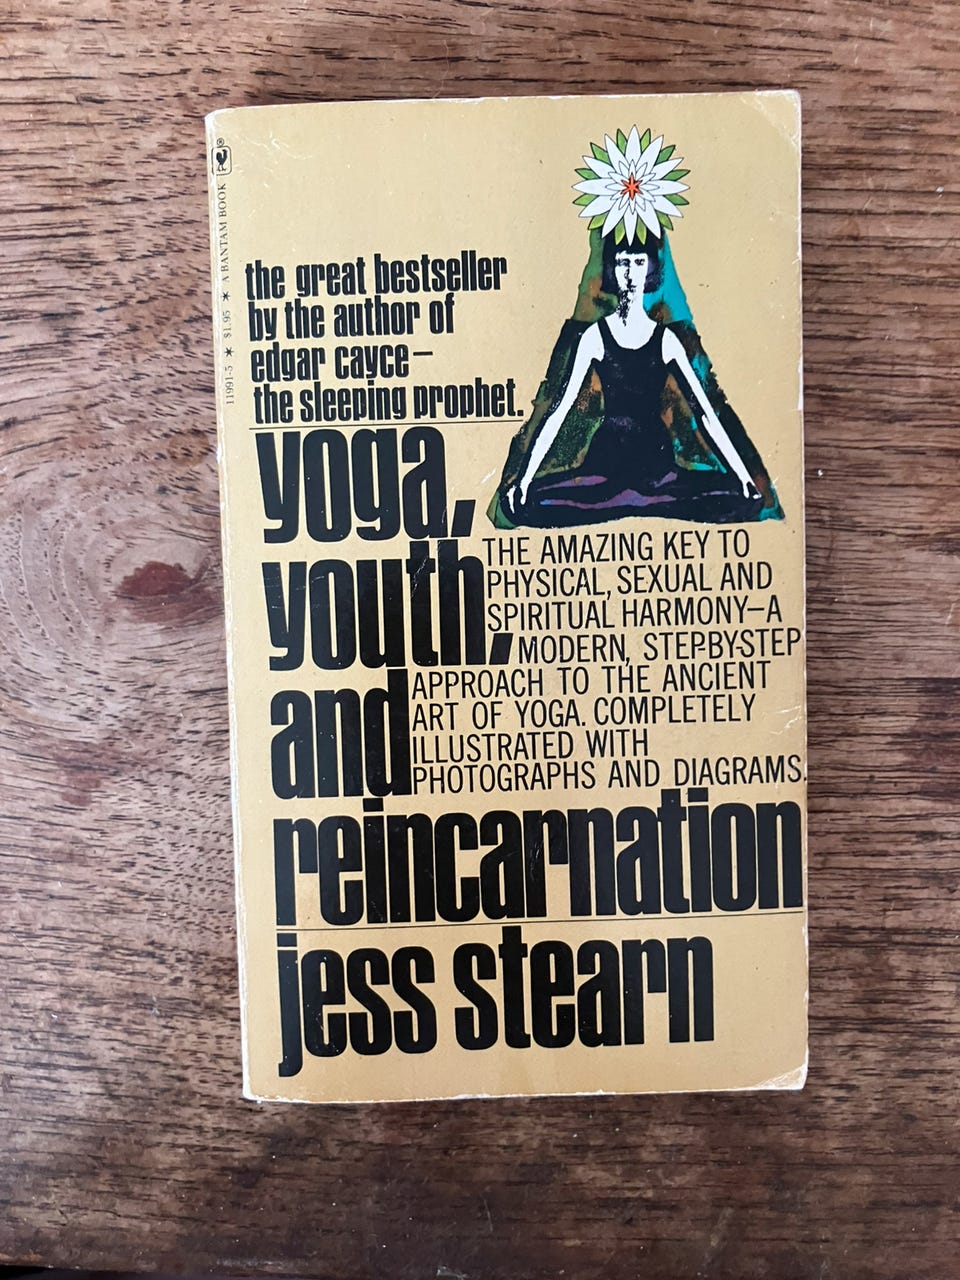 11991-5 * $1.95 * A BANTAM BOOK
the great bestseller
by the author of
edgar cayce—
the sleeping prophet.
yoga,
youth,
and
THE AMAZING KEY TO
PHYSICAL, SEXUAL AND
SPIRITUAL HARMONY—A
MODERN, STEP-BY-STEP
APPROACH TO THE ANCIENT
ART OF YOGA. COMPLETELY
ILLUSTRATED WITH
PHOTOGRAPHS AND DIAGRAMS.
reincarnation
jess stearn